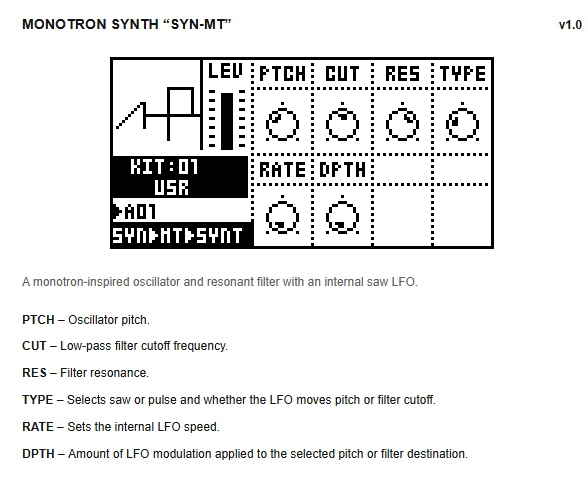 MONOTRON SYNTH “SYN-MT”
v1.0
LEV PTCH CUT RES TYPE
KIT:01
USR
RATE DPTH
A01
SYN▸MT▸SYNT
A monotron-inspired oscillator and resonant filter with an internal saw LFO.
PTCH – Oscillator pitch.
CUT – Low-pass filter cutoff frequency.
RES – Filter resonance.
TYPE – Selects saw or pulse and whether the LFO moves pitch or filter cutoff.
RATE – Sets the internal LFO speed.
DPTH – Amount of LFO modulation applied to the selected pitch or filter destination.